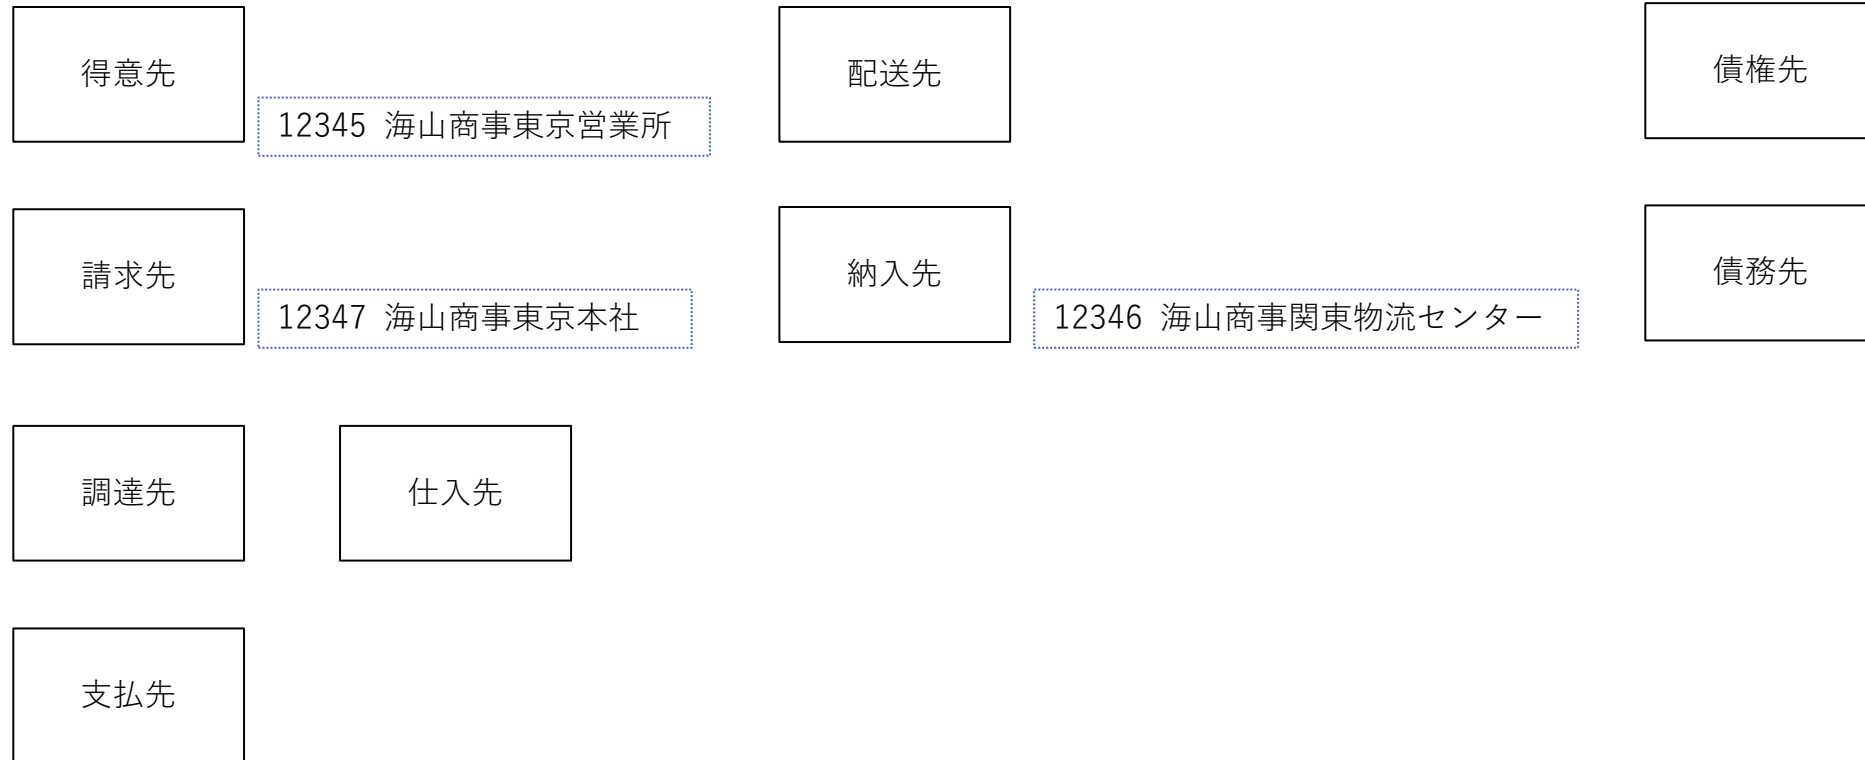 得意先
配送先
債権先
12345 海山商事東京営業所
請求先
納入先
債務先
12347 海山商事東京本社
12346 海山商事関東物流センター
調達先
仕入先
支払先